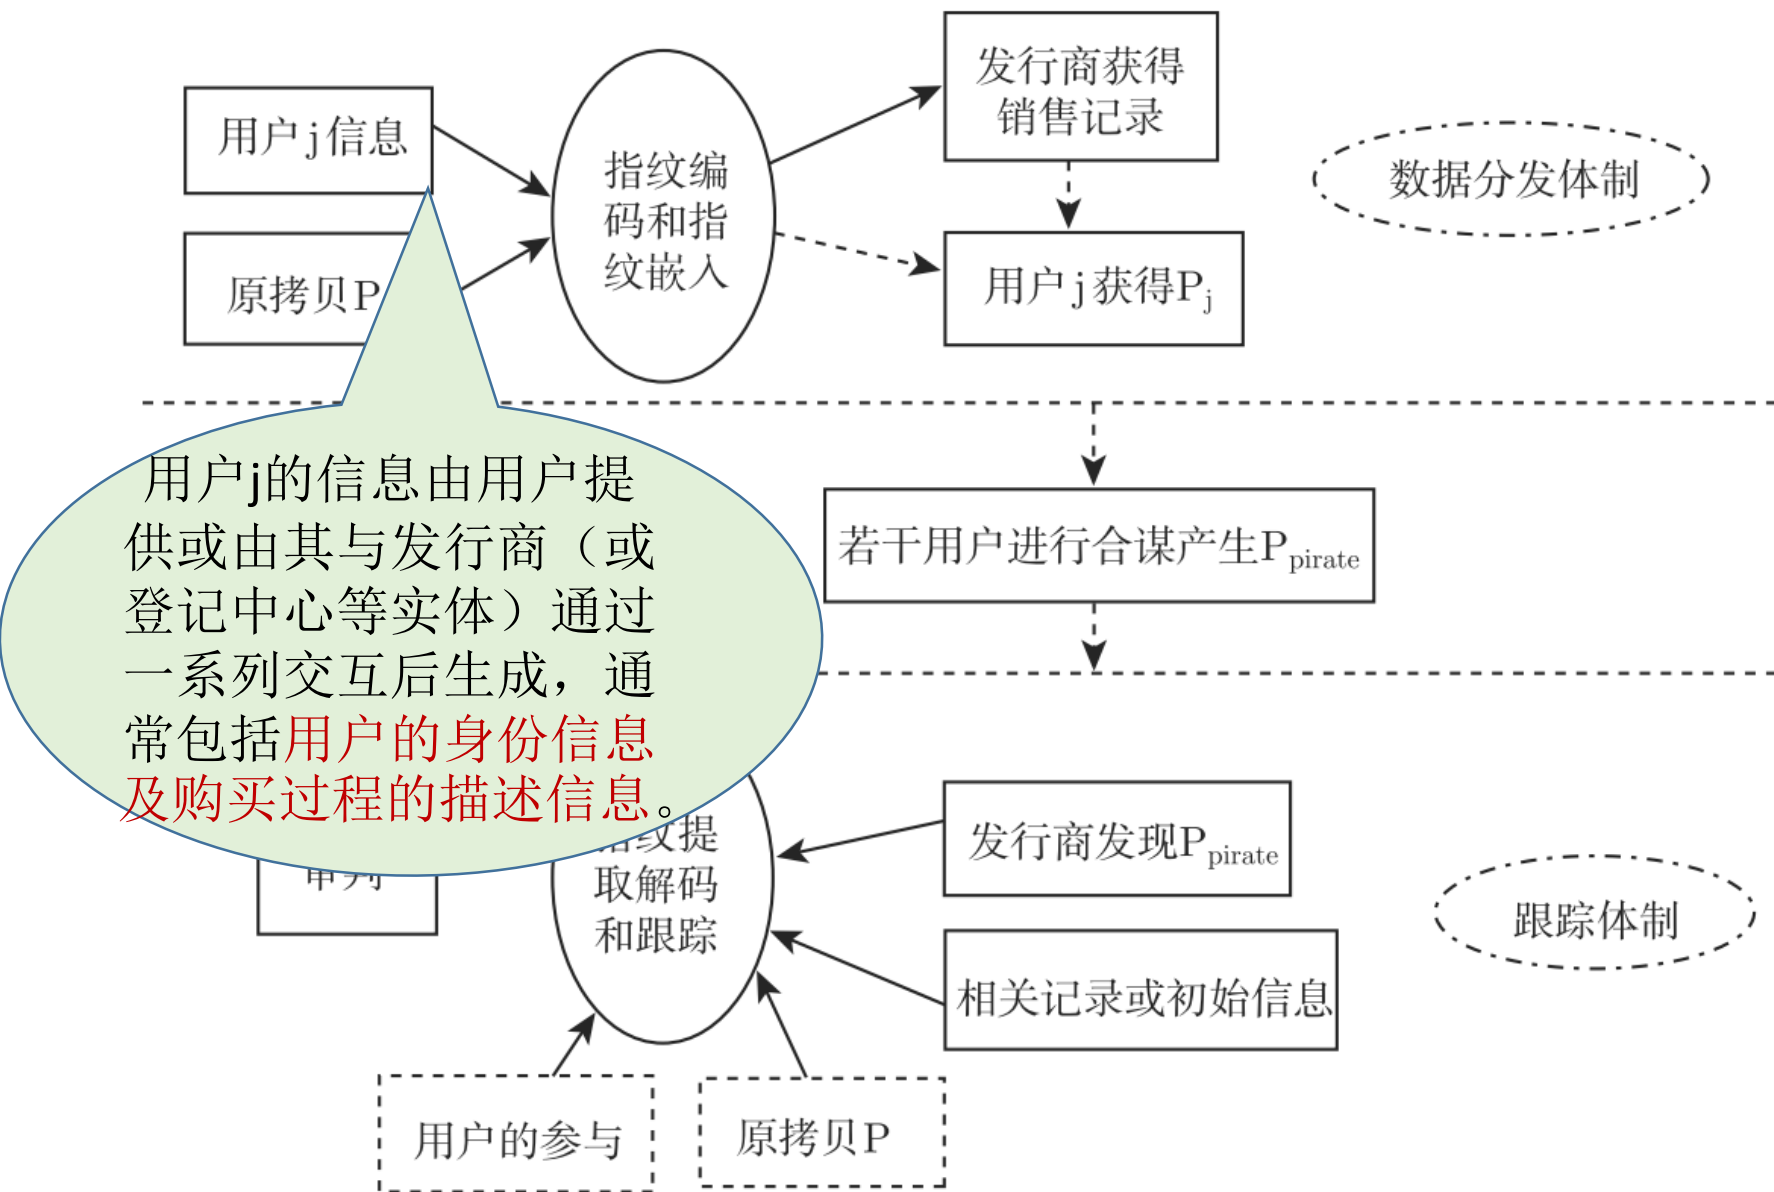 用户j信息
原拷贝P
指纹编
码和指
纹嵌入
发行商获得
销售记录
用户j获得Pj
数据分发体制
若干用户进行合谋产生Ppirate
用户j的信息由用户提
供或由其与发行商（或
登记中心等实体）通过
一系列交互后生成，通
常包括用户的身份信息
及购买过程的描述信息。
纹提
取解码
和跟踪
发行商发现Ppirate
相关记录或初始信息
跟踪体制
用户的参与
原拷贝P